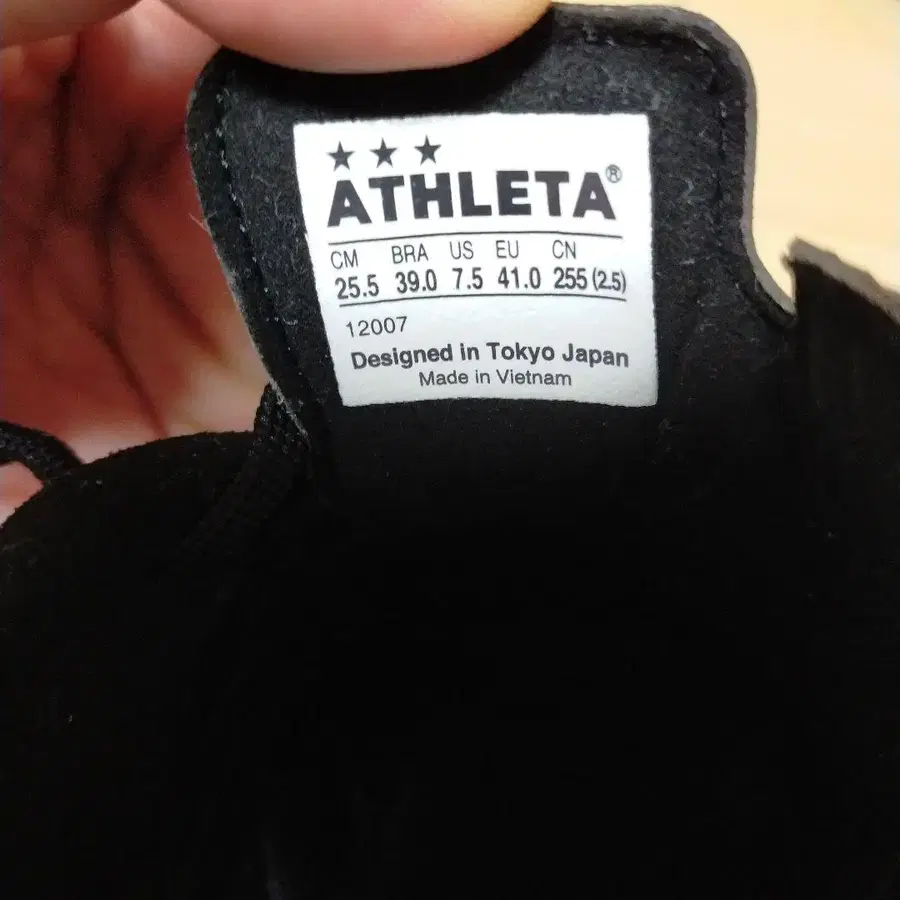 ★ ★ ★
ATHLETA®
CM BRA US EU CN
25.5 39.0 7.5 41.0 255 (2.5)
12007
Designed in Tokyo Japan
Made in Vietnam